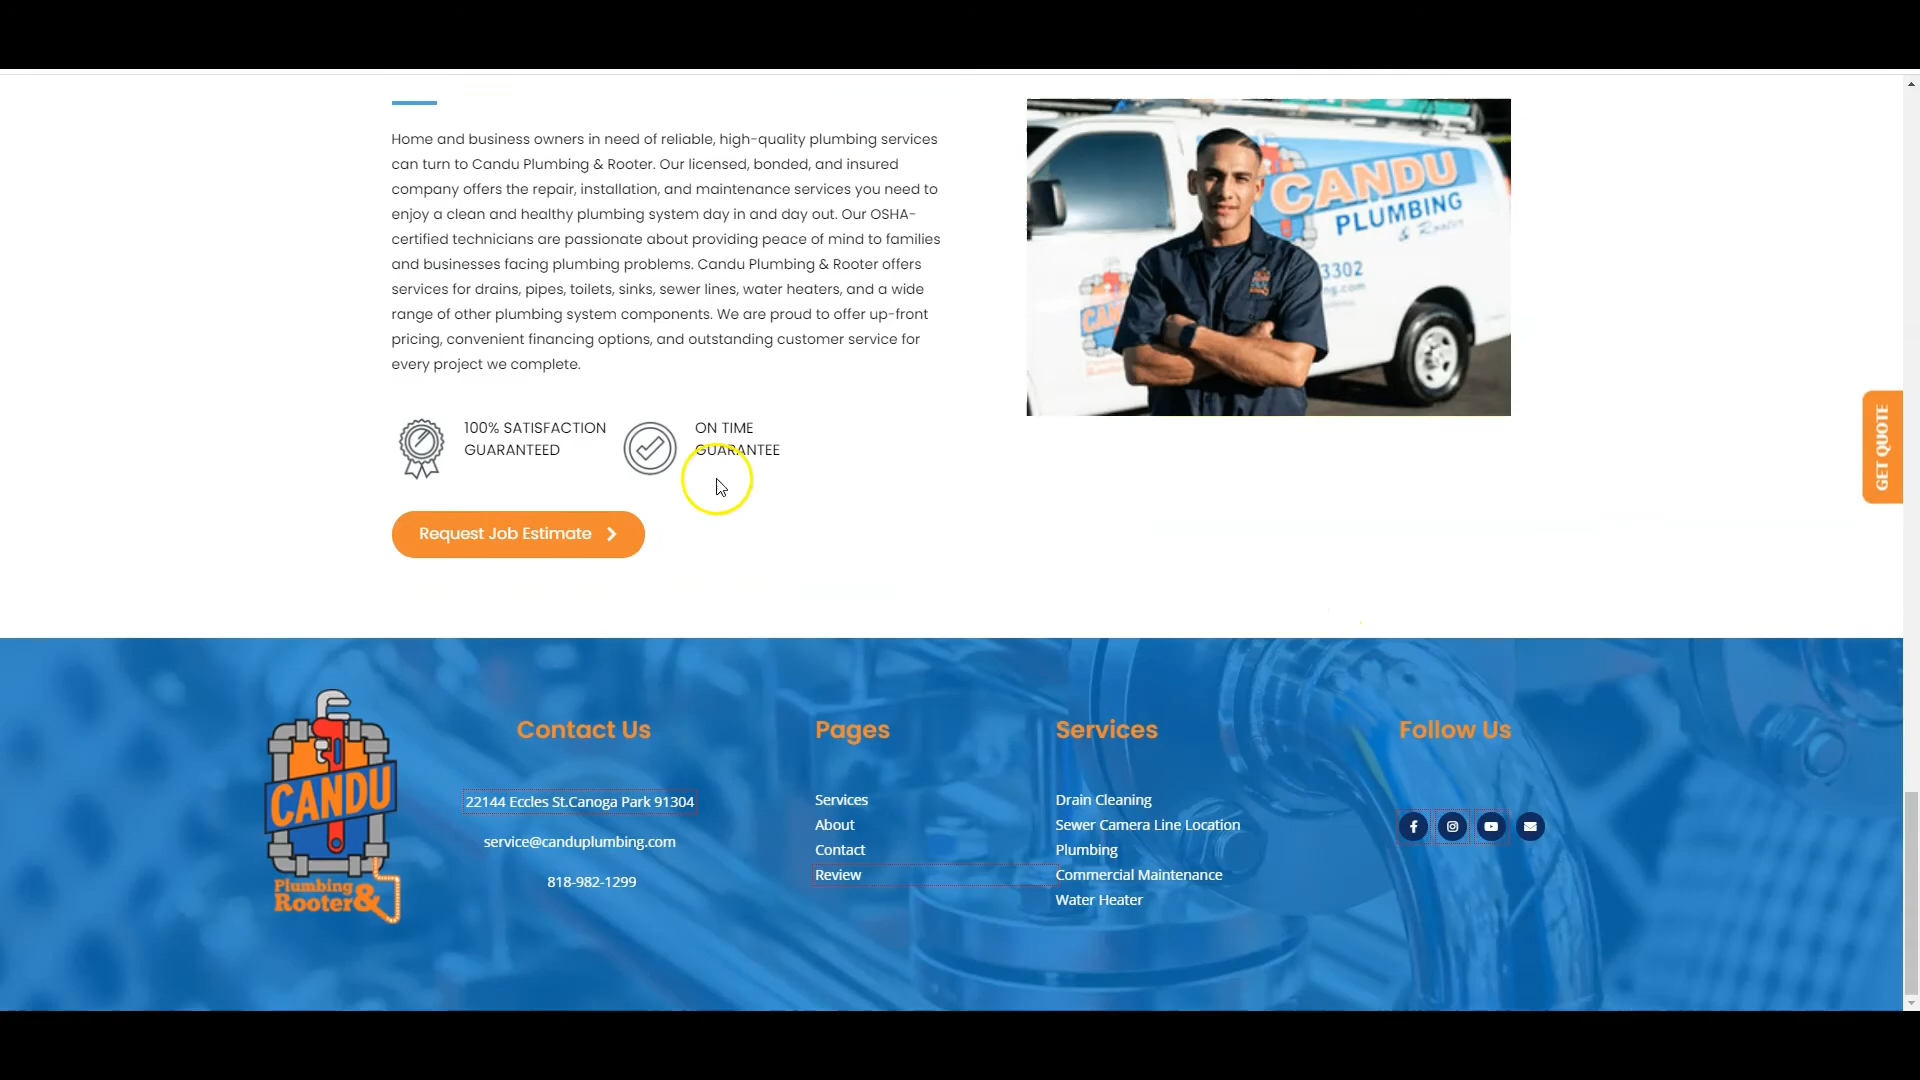 Home and business owners in need of reliable, high-quality plumbing services
can turn to Candu Plumbing & Rooter. Our licensed, bonded, and insured
company offers the repair, installation, and maintenance services you need to
enjoy a clean and healthy plumbing system day in and day out. Our OSHA-
certified technicians are passionate about providing peace of mind to families
and businesses facing plumbing problems. Candu Plumbing & Rooter offers
services for drains, pipes, toilets, sinks, sewer lines, water heaters, and a wide
range of other plumbing system components. We are proud to offer up-front
pricing, convenient financing options, and outstanding customer service for
every project we complete.
CANDU
PLUMBING
& Rooter
3302
ng.com
CAN
100% SATISFACTION
GUARANTEED
ON TIME
GUARANTEE
Request Job Estimate
GET QUOTE
CANDU
Plumbing
Rooter&
Contact Us
22144 Eccles St.Canoga Park 91304
service@canduplumbing.com
818-982-1299
Pages
Services
About
Contact
Review
Services
Drain Cleaning
Sewer Camera Line Location
Plumbing
Commercial Maintenance
Water Heater
Follow Us